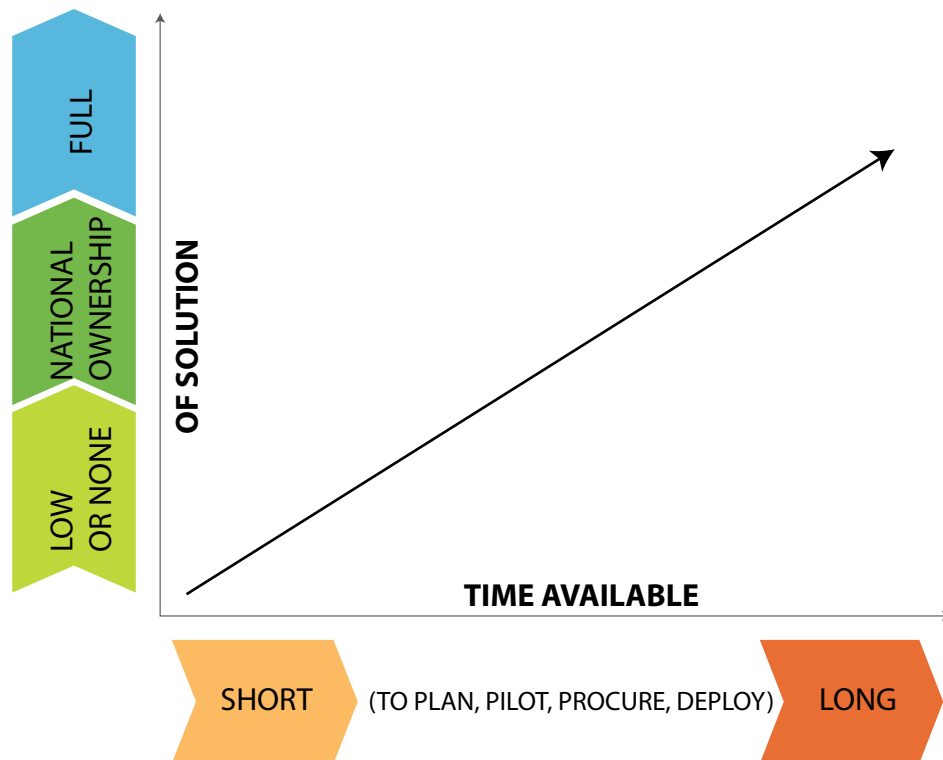 FULL
NATIONAL
OWNERSHIP
LOW
OR NONE
OF SOLUTION
TIME AVAILABLE
SHORT
(TO PLAN, PILOT, PROCURE, DEPLOY)
LONG